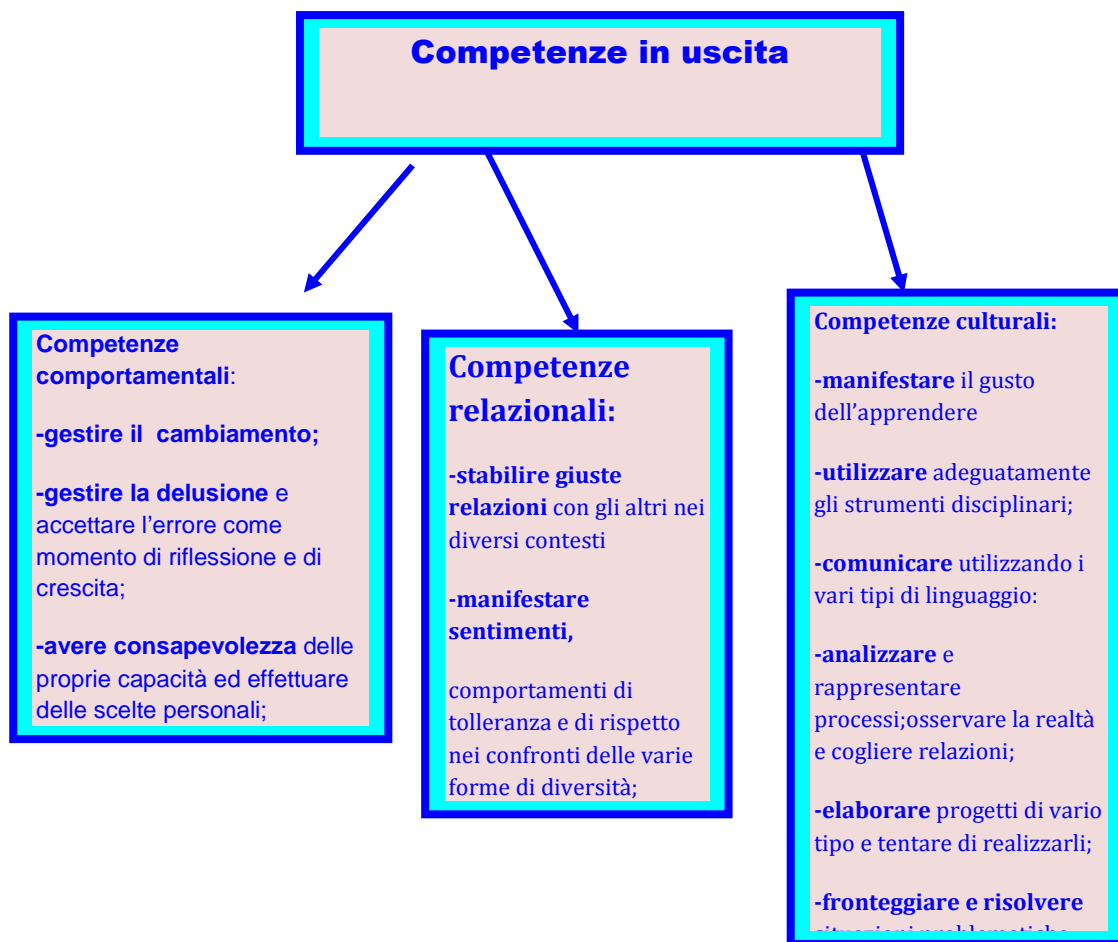 Competenze in uscita
Competenze
comportamentali:
-gestire il  cambiamento;
-gestire la delusione e
accettare l’errore come
momento di riflessione e di
crescita;
-avere consapevolezza delle
proprie capacità ed effettuare
delle scelte personali;
Competenze
relazionali:
-stabilire giuste
relazioni con gli altri nei
diversi contesti
-manifestare
sentimenti,
comportamenti di
tolleranza e di rispetto
nei confronti delle varie
forme di diversità;
Competenze culturali:
-manifestare il gusto
dell’apprendere
-utilizzare adeguatamente
gli strumenti disciplinari;
-comunicare utilizzando i
vari tipi di linguaggio:
-analizzare e
rappresentare
processi;osservare la realtà
e cogliere relazioni;
-elaborare progetti di vario
tipo e tentare di realizzarli;
-fronteggiare e risolvere